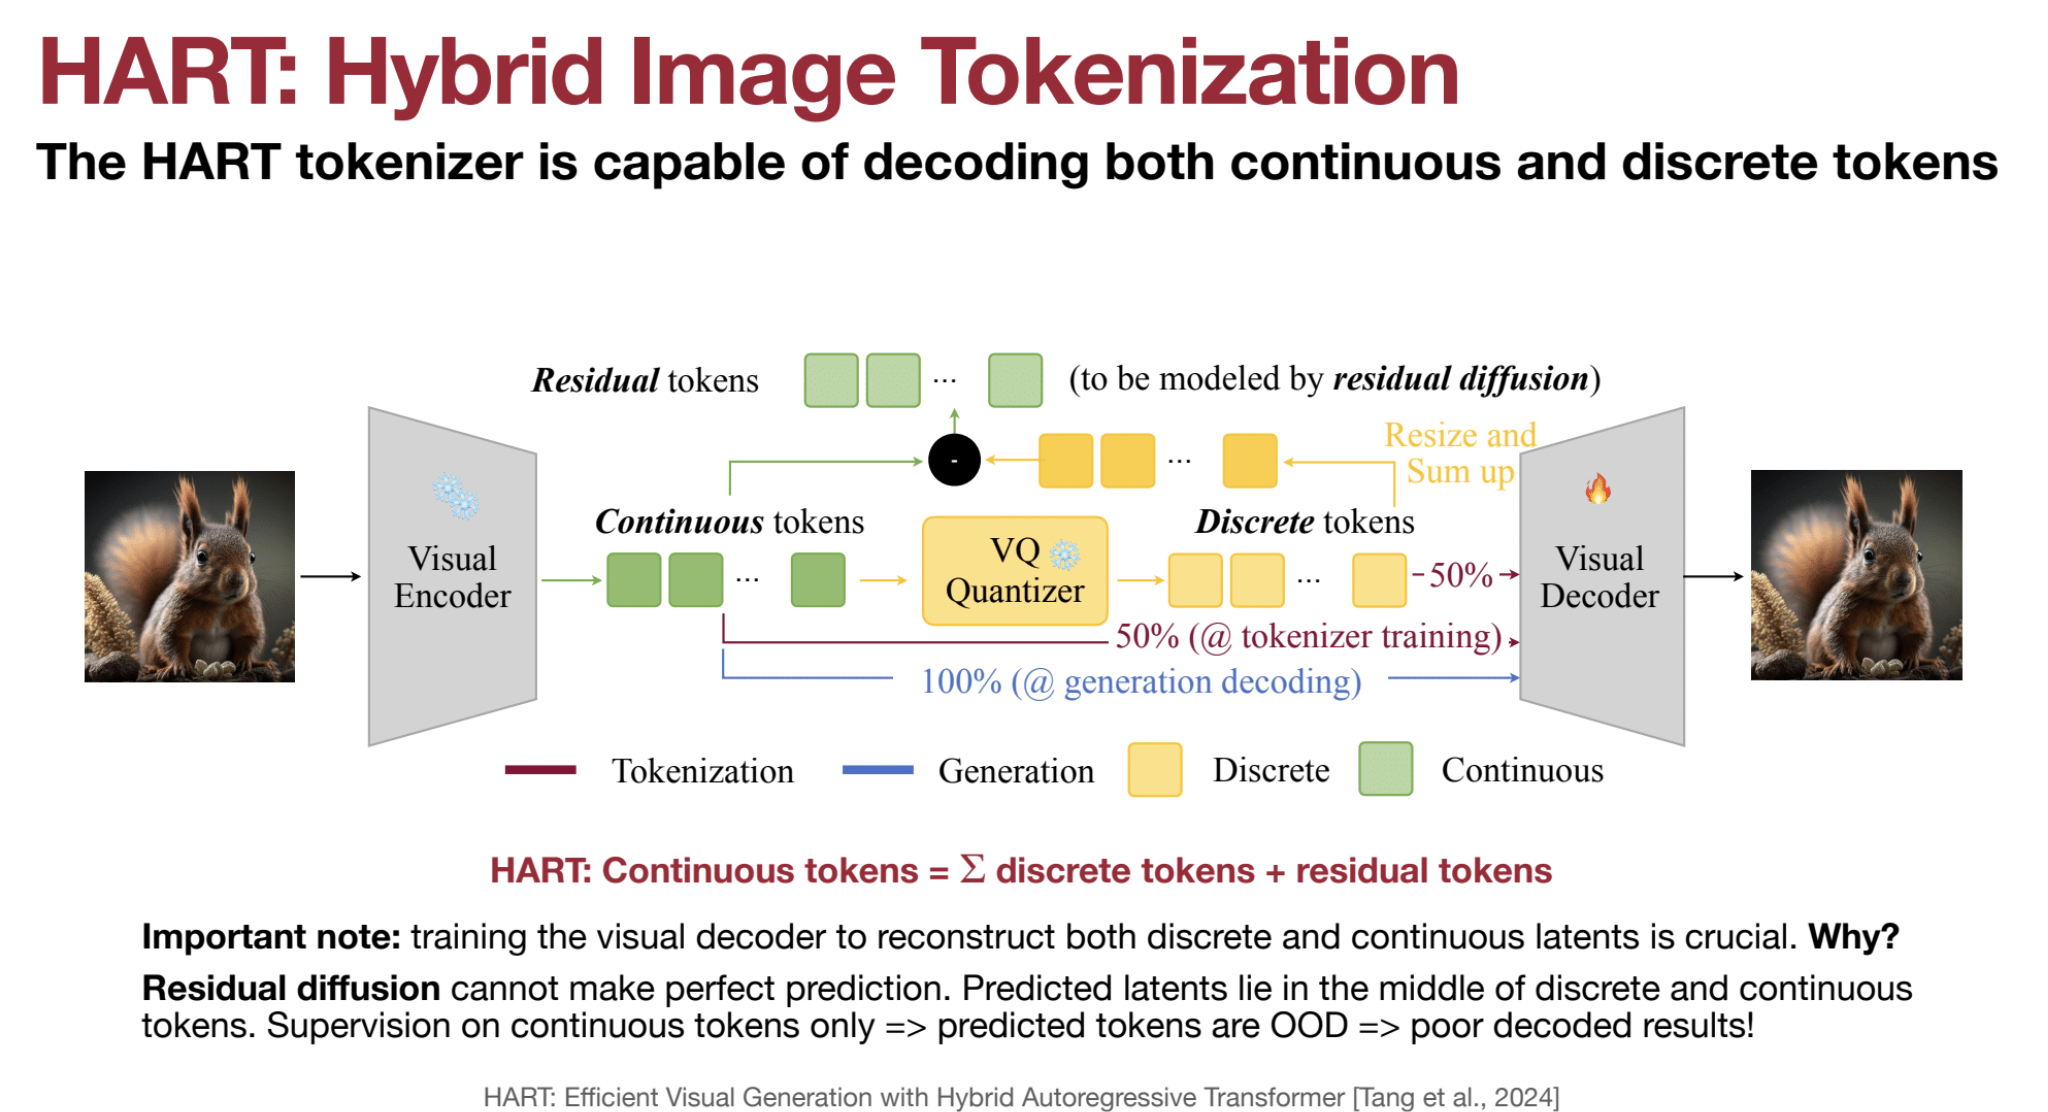 HART: Hybrid Image Tokenization
The HART tokenizer is capable of decoding both continuous and discrete tokens
Residual tokens ... (to be modeled by residual diffusion)
Resize and
Sum up
-
...
Continuous tokens
Discrete tokens
Visual
Encoder
...
VQ
Quantizer
...
50%
Visual
Decoder
50% (@ tokenizer training)
100% (@ generation decoding)
Tokenization Generation Discrete Continuous
HART: Continuous tokens = Σ discrete tokens + residual tokens
Important note: training the visual decoder to reconstruct both discrete and continuous latents is crucial. Why?
Residual diffusion cannot make perfect prediction. Predicted latents lie in the middle of discrete and continuous
tokens. Supervision on continuous tokens only => predicted tokens are OOD => poor decoded results!
HART: Efficient Visual Generation with Hybrid Autoregressive Transformer [Tang et al., 2024]